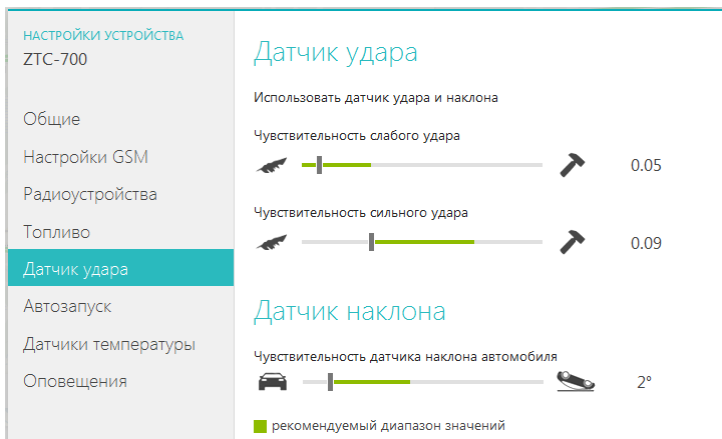 НАСТРОЙКИ УСТРОЙСТВА
ZTC-700
Общие
Настройки GSM
Радиоустройства
Топливо
Датчик удара
Автозапуск
Датчики температуры
Оповещения
Датчик удара
Использовать датчик удара и наклона
Чувствительность слабого удара
0.05
Чувствительность сильного удара
0.09
Датчик наклона
Чувствительность датчика наклона автомобиля
2°
рекомендуемый диапазон значений